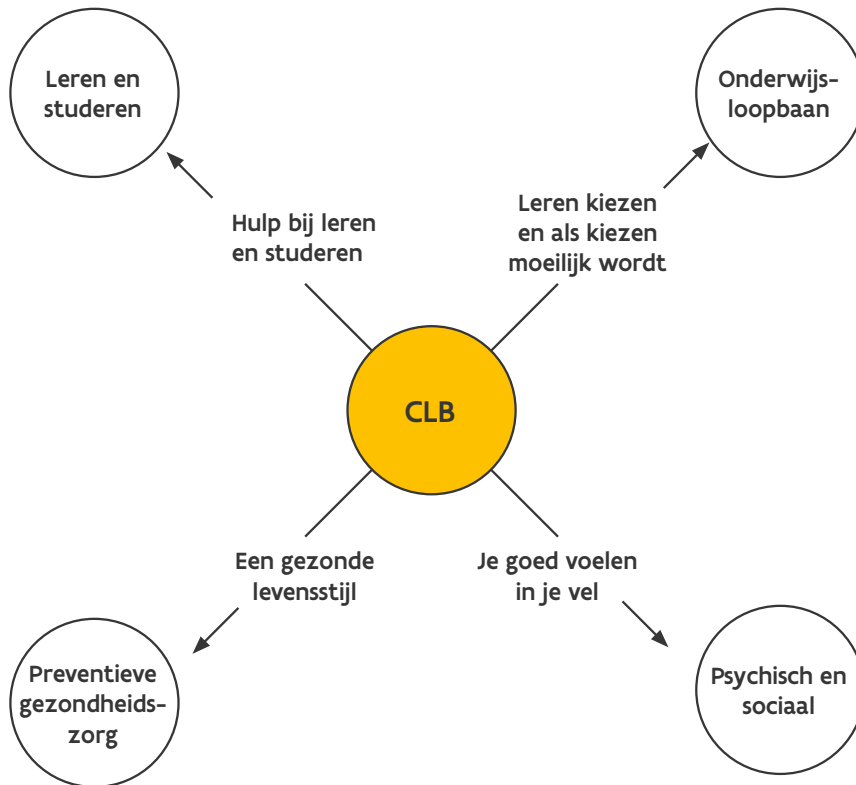 Leren en
studeren
Onderwijs-
loopbaan
Hulp bij leren
en studeren
Leren kiezen
en als kiezen
moeilijk wordt
CLB
Een gezonde
levensstijl
Je goed voelen
in je vel
Preventieve
gezondheids-
zorg
Psychisch en
sociaal